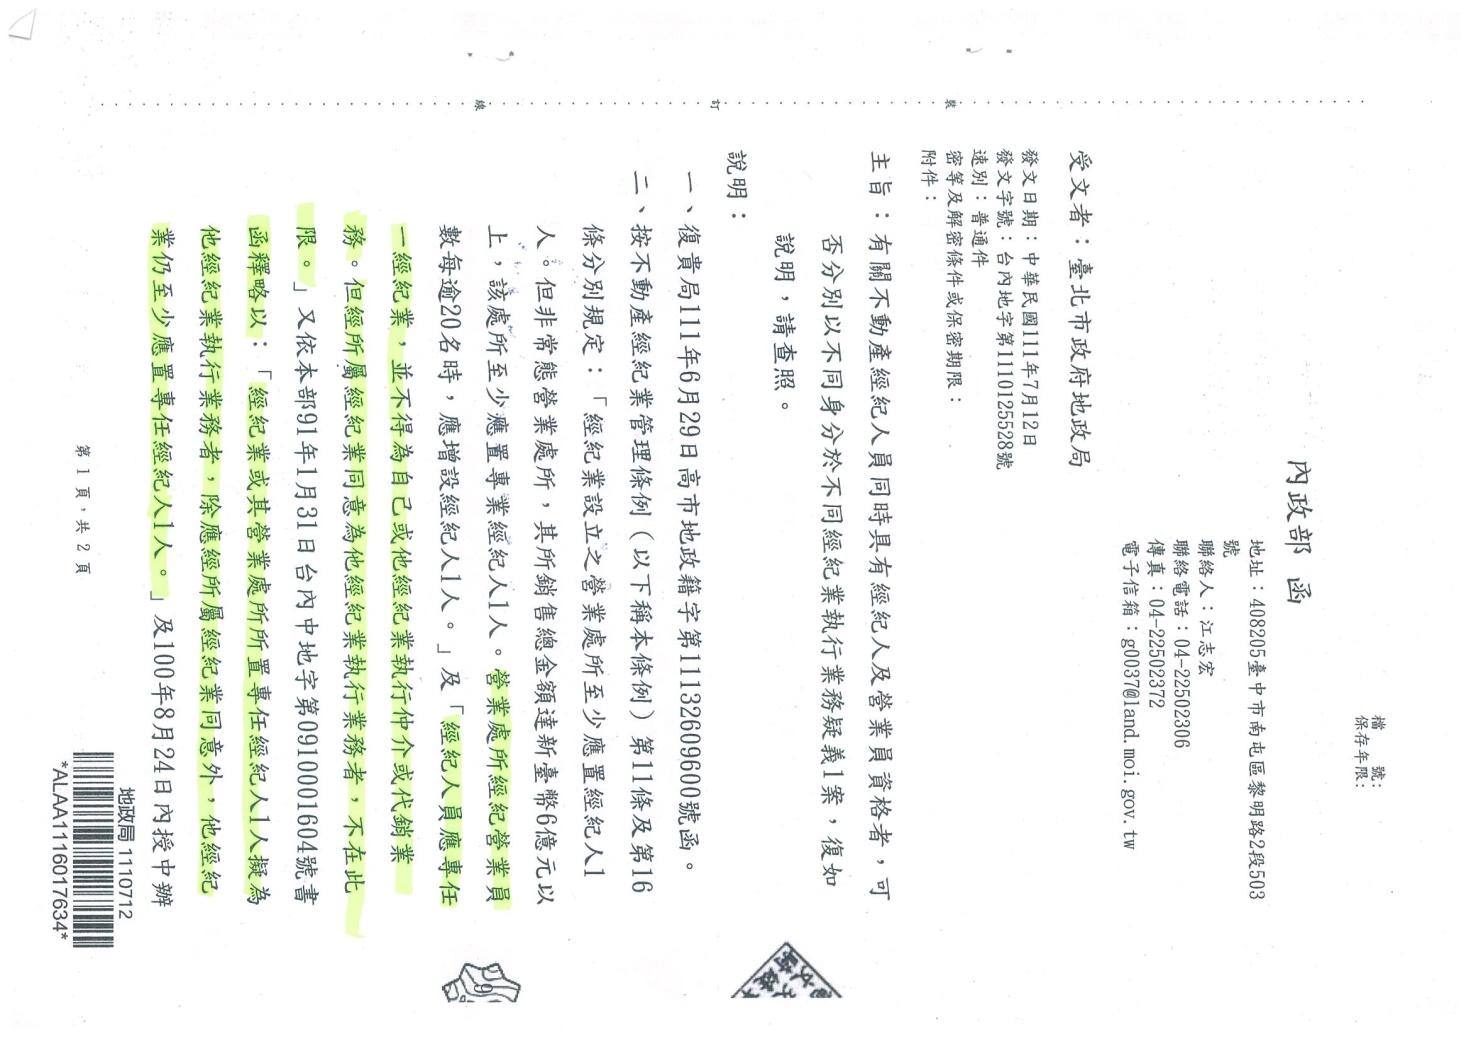 檔　　號：
保存年限：
內政部　函
地址：408205臺中市南屯區黎明路2段503
號
聯絡人：江志宏
聯絡電話：04-22502306
傳真：04-22502372
電子信箱：g0037@land.moi.gov.tw
受文者：臺北市政府地政局
發文日期：中華民國111年7月12日
發文字號：台內地字第1110125528號
速別：普通件
密等及解密條件或保密期限：
附件：
主旨：有關不動產經紀人員同時具有經紀人及營業員資格者，可
否分別以不同身分於不同經紀業執行業務疑義1案，復如
說明，請查照。
說明：
一、復貴局111年6月29日高市地政籍字第11132609600號函。
二、按不動產經紀業管理條例（以下稱本條例）第11條及第16
條分別規定：「經紀業設立之營業處所至少應置經紀人1
人。但非常態營業處所，其所銷售總金額達新臺幣6億元以
上，該處所至少應置專業經紀人1人。營業處所經紀營業員
數每逾20名時，應增設經紀人1人。」及「經紀人員應專任
一經紀業，並不得為自己或他經紀業執行仲介或代銷業
務。但經所屬經紀業同意為他經紀業執行業務者，不在此
限。」又依本部91年1月31日台內中地字第0910001604號書
函釋略以：「經紀業或其營業處所所置專任經紀人1人擬為
他經紀業執行業務者，除應經所屬經紀業同意外，他經紀
業仍至少應置專任經紀人1人。」及100年8月24日內授中辦
第1頁，共2頁
地政局 1110712
*ALAA1116017634*
裝
訂
線